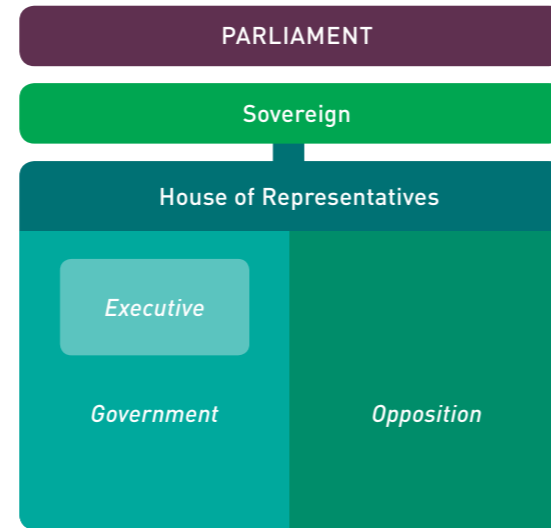 PARLIAMENT
Sovereign
House of Representatives
Executive
Government
Opposition